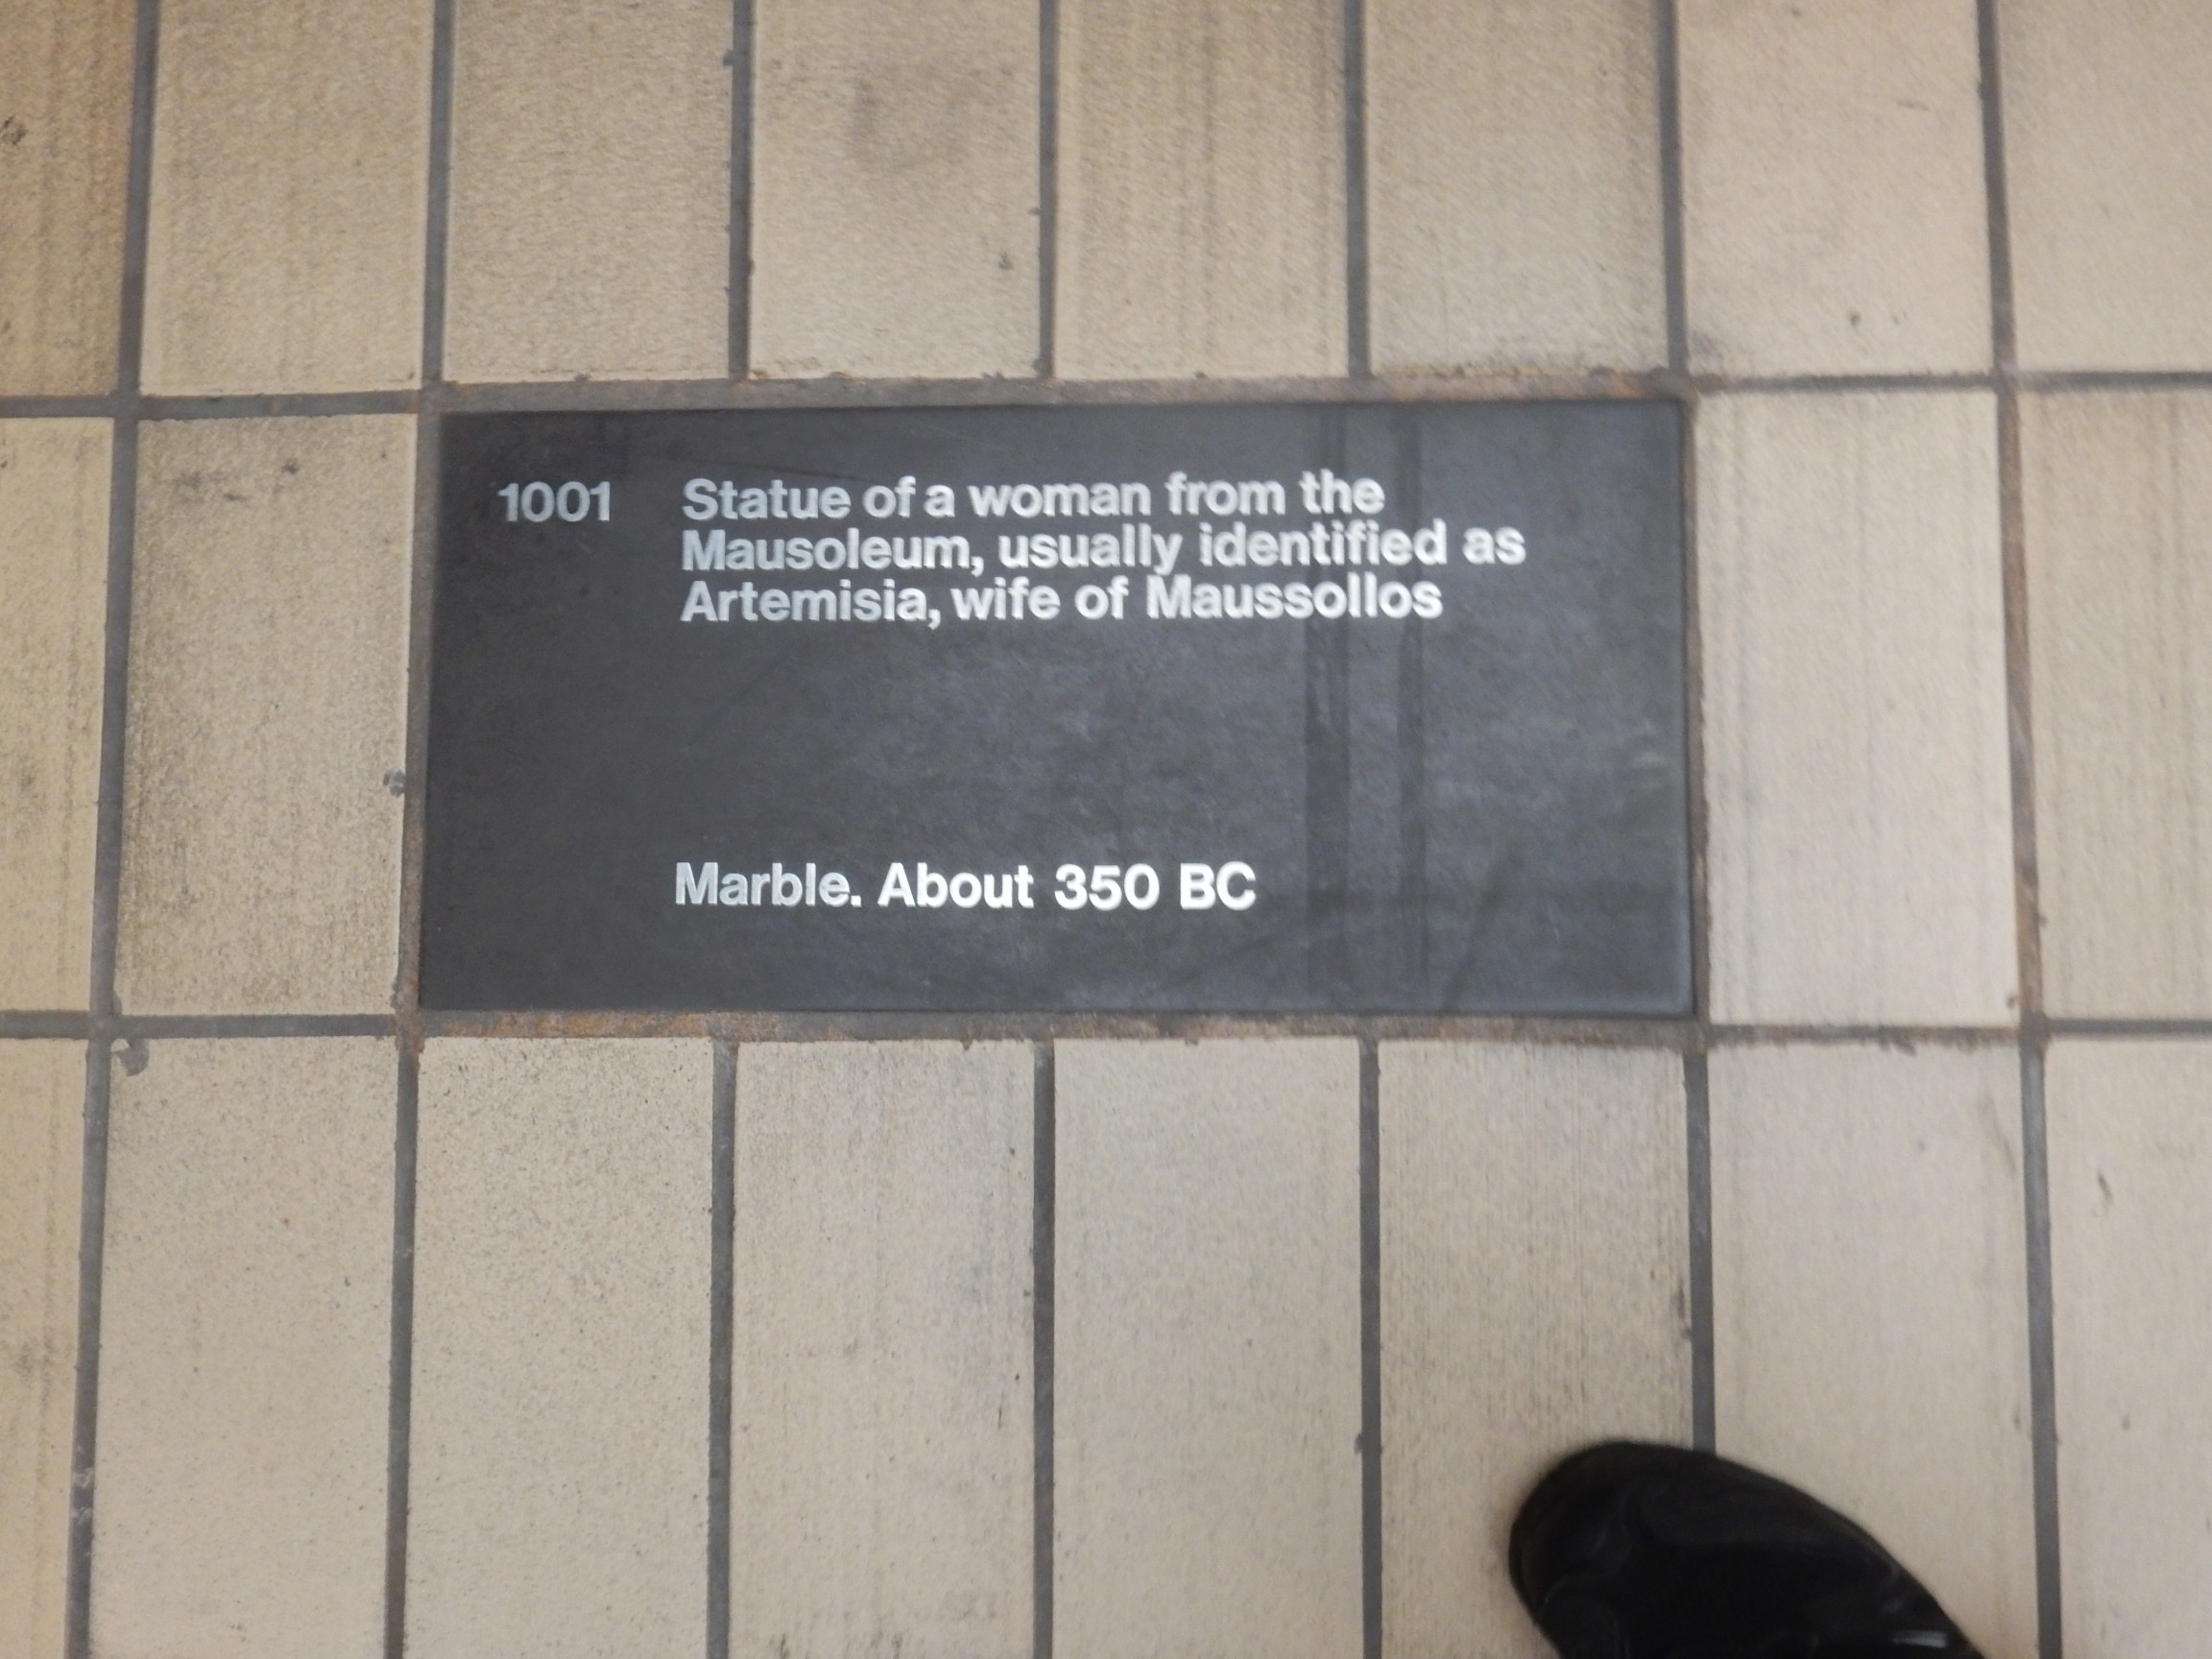 1001 Statue of a woman from the
Mausoleum, usually identified as
Artemisia, wife of Maussollos
Marble. About 350 BC